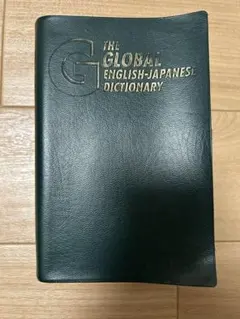 G
THE
GLOBAL
ENGLISH-JAPANESE
DICTIONARY